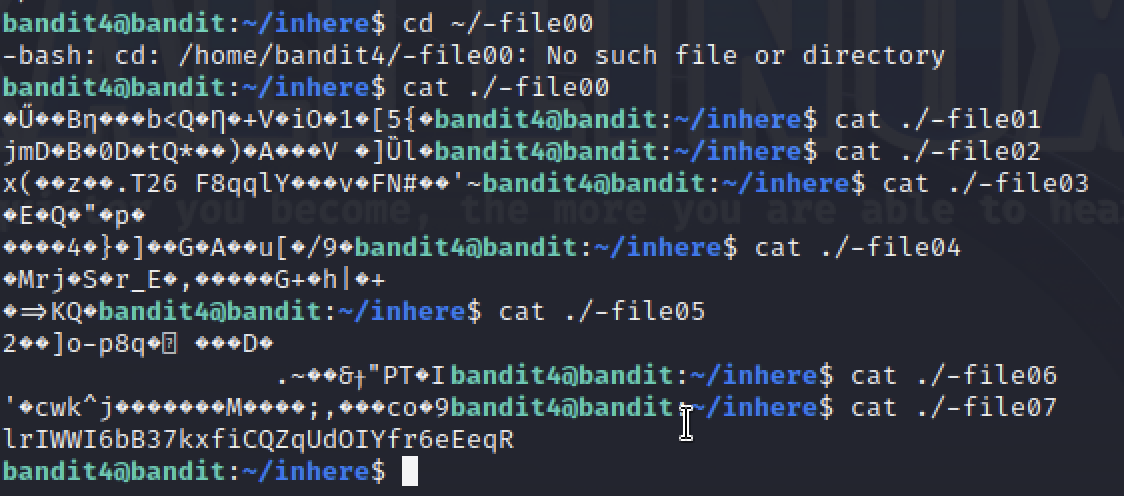 bandit4@bandit:~/inhere$ cd ~/-file00
-bash: cd: /home/bandit4/-file00: No such file or directory
bandit4@bandit:~/inhere$ cat ./-file00
�Ű��Bη���b<Q�Ƞ�+V�iO�1�[5{�bandit4@bandit:~/inhere$ cat ./-file01
jmD�B�0D�tQ*��)�A���V �]Ȕl�bandit4@bandit:~/inhere$ cat ./-file02
x(��z��.T26 F8qqlY���v�FN#��'~bandit4@bandit:~/inhere$ cat ./-file03
�E�Q�"�p�
����4�}�]��G�A��u[�/9�bandit4@bandit:~/inhere$ cat ./-file04
�Mrj�S�r_E�,�����G+�h|�+
�⇒KQ�bandit4@bandit:~/inhere$ cat ./-file05
2��]o-p8q� ���D�
.~��&ɟ"PT�Ibandit4@bandit:~/inhere$ cat ./-file06
'�cwk^j�������M����;,���co�9bandit4@bandit:~/inhere$ cat ./-file07
lrIWWI6bB37kxfiCQZqUdOIYfr6eEeqR
bandit4@bandit:~/inhere$